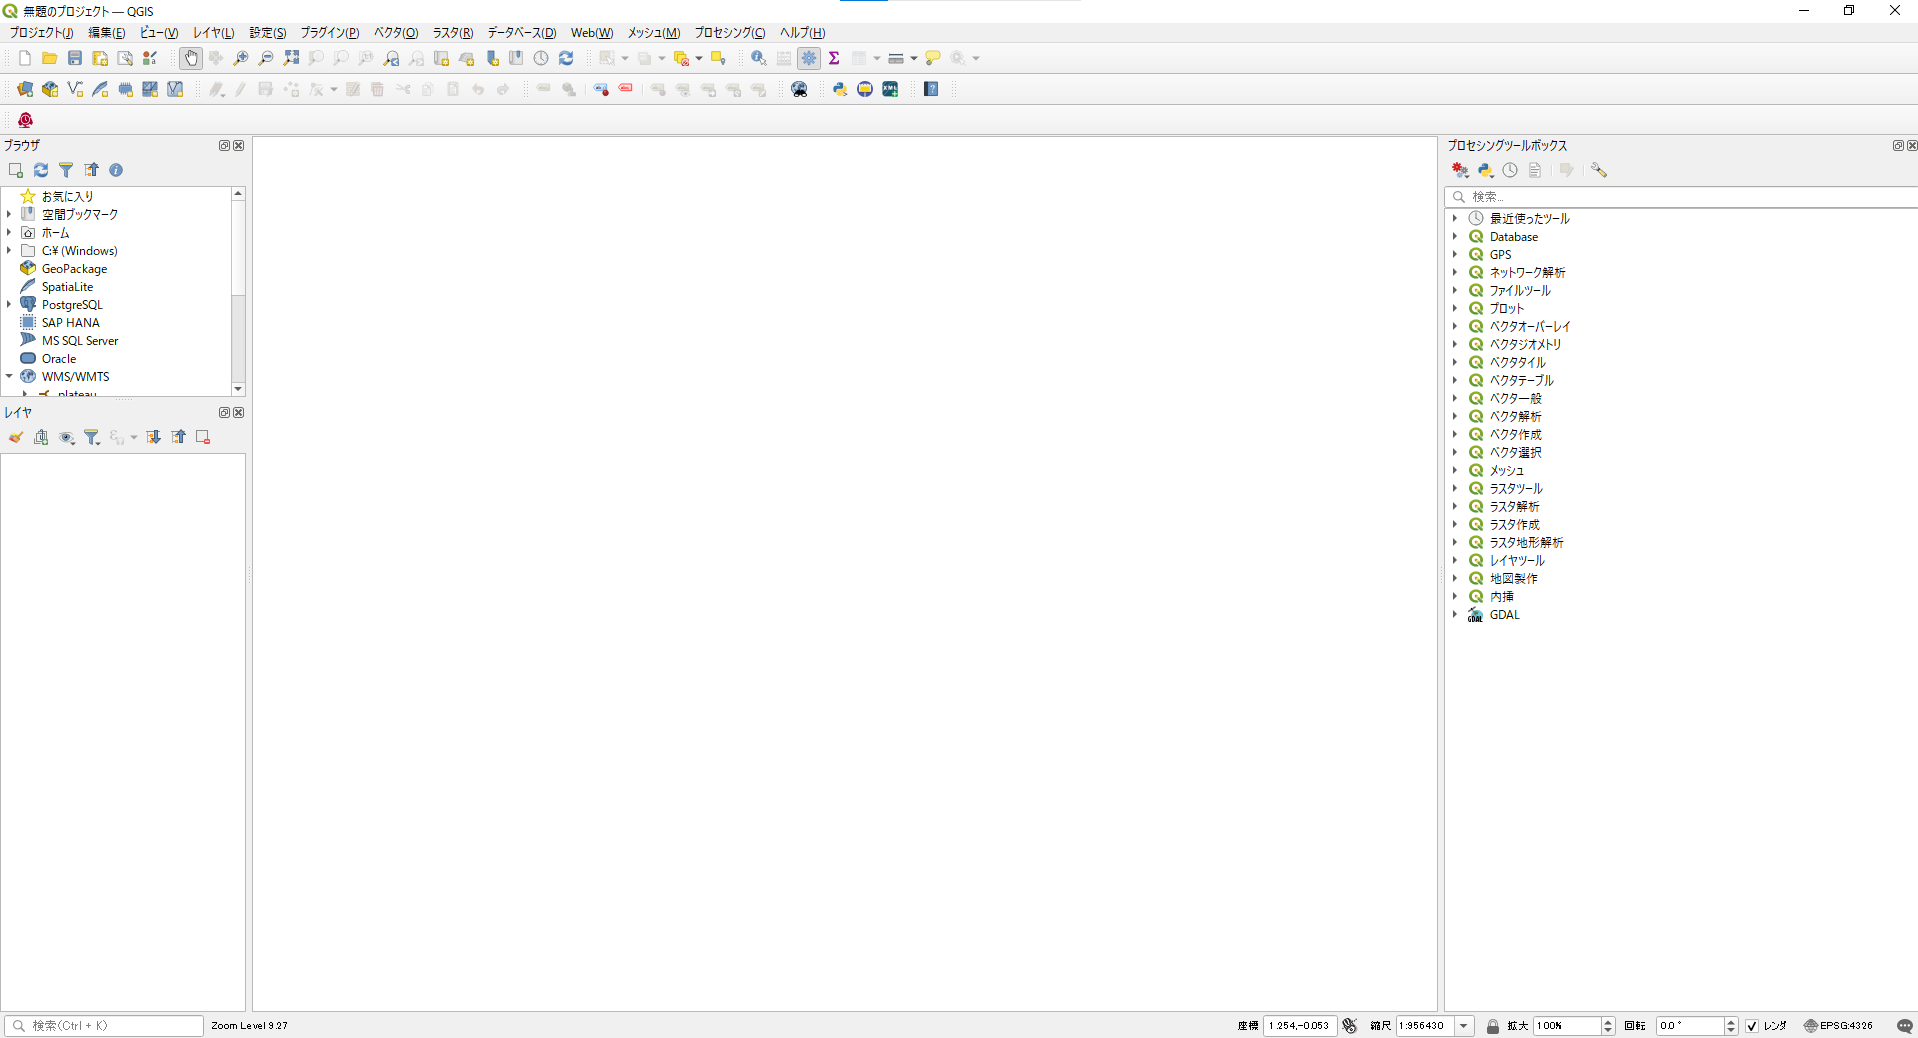 無題のプロジェクト — QGIS
プロジェクト(J) 編集(E) ビュー(V) レイヤ(L) 設定(S) プラグイン(P) ベクタ(O) ラスタ(R) データベース(D) Web(W) メッシュ(M) プロセシング(C) ヘルプ(H)
ブラウザ
お気に入り
空間ブックマーク
ホーム
C:¥ (Windows)
GeoPackage
SpatiaLite
PostgreSQL
SAP HANA
MS SQL Server
Oracle
WMS/WMTS
plateau
レイヤ
プロセシングツールボックス
検索...
最近使ったツール
Database
GPS
ネットワーク解析
ファイルツール
プロット
ベクタオーバーレイ
ベクタジオメトリ
ベクタタイル
ベクタテーブル
ベクタ一般
ベクタ解析
ベクタ作成
ベクタ選択
メッシュ
ラスタツール
ラスタ解析
ラスタ作成
ラスタ地形解析
レイヤツール
地図製作
内挿
GDAL
検索(Ctrl + K) Zoom Level 9.27 座標 1.254,-0.053 縮尺 1:956430 拡大 100% 回転 0.0 ° レンダ EPSG:4326